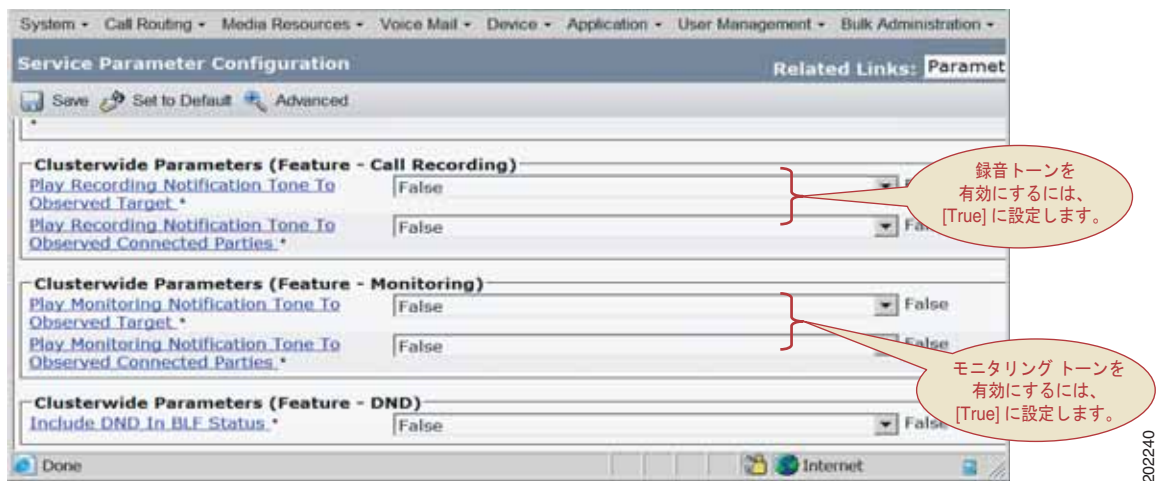 System Call Routing Media Resources Voice Mail Device Application User Management Bulk Administration
Service Parameter Configuration
Related Links: Paramet
Save Set to Default Advanced
*
Clusterwide Parameters (Feature - Call Recording)
Play Recording Notification Tone To
Observed Target *
False
Play Recording Notification Tone To
Observed Connected Parties *
False
録音トーンを
有効にするには、
[True] に設定します。
Clusterwide Parameters (Feature - Monitoring)
Play Monitoring Notification Tone To
Observed Target *
False
False
Play Monitoring Notification Tone To
Observed Connected Parties *
False
False
モニタリング トーンを
有効にするには、
[True] に設定します。
Clusterwide Parameters (Feature - DND)
Include DND In BLF Status *
False
False
Done
Internet
202240